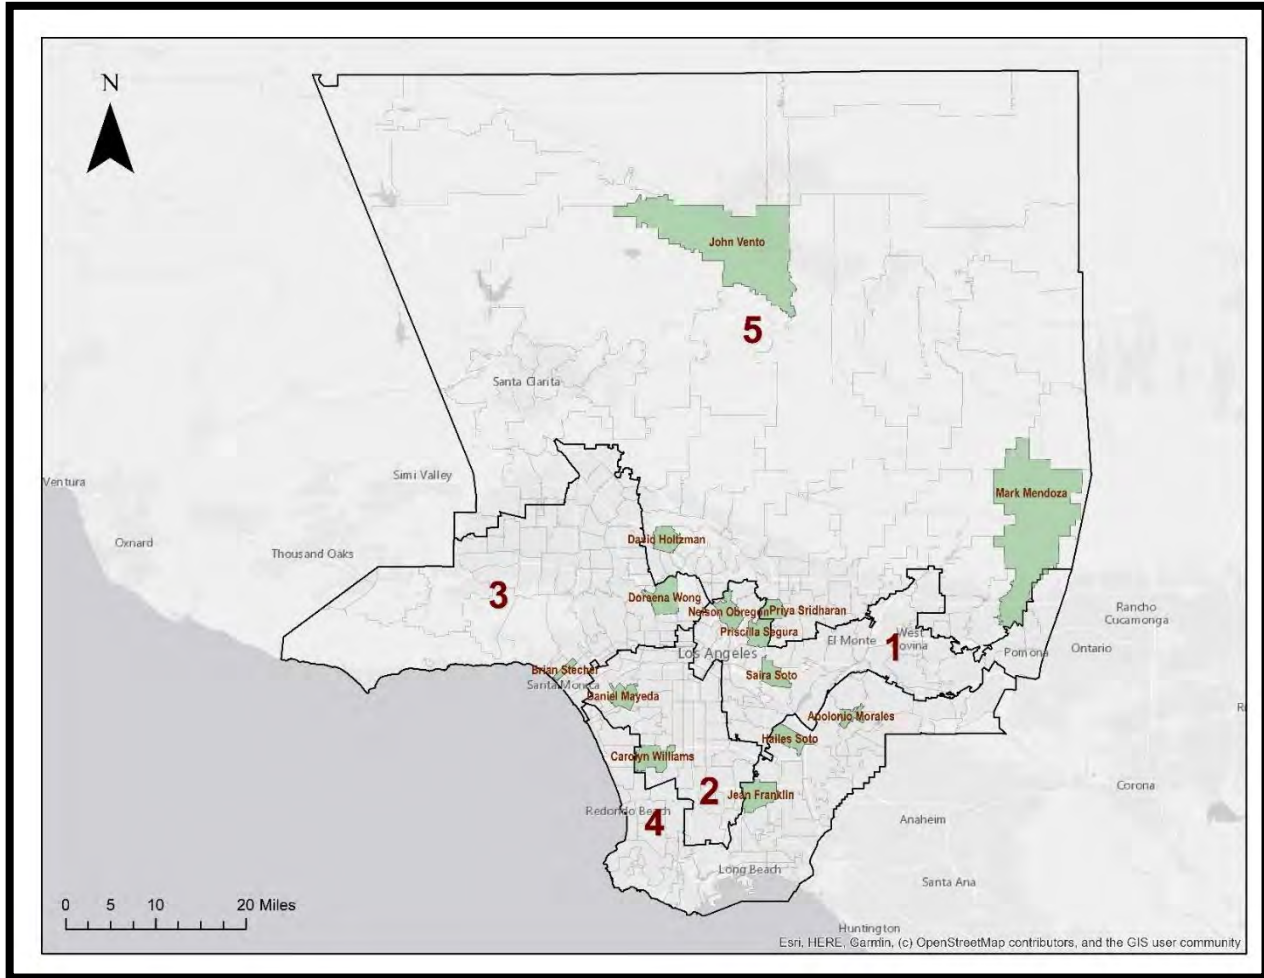 N
John Vento
5
Santa Clarita
Simi Valley
Ventura
Mark Mendoza
Oxnard
Thousand Oaks
David Holtzman
3
Doreena Wong
Nelson Obregon
Priya Sridharan
Priscilla Segura
Rancho
Cucamonga
El Monte
West
Covina
1
Los Angeles
Pomona
Ontario
Brian Stecher
Santa Monica
Saira Soto
Daniel Mayeda
Apolonio Morales
Hailes Soto
Carolyn Williams
2
Jean Franklin
Corona
Redondo Beach
4
Anaheim
Long Beach
Santa Ana
0 5 10 20 Miles
Huntington
Esri, HERE, Garmin, (c) OpenStreetMap contributors, and the GIS user community